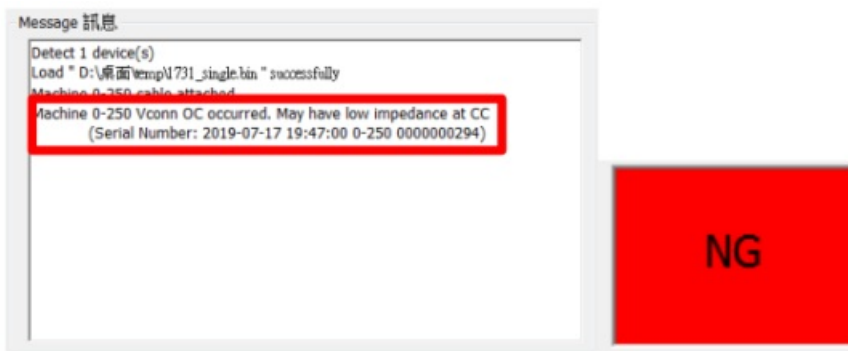 Message 訊息
Detect 1 device(s)
Load " D:\桌面\temp\1731_single.bin " successfully
Machine 0-250 cable attached
Machine 0-250 Vconn OC occurred. May have low impedance at CC
(Serial Number: 2019-07-17 19:47:00 0-250 0000000294)
NG